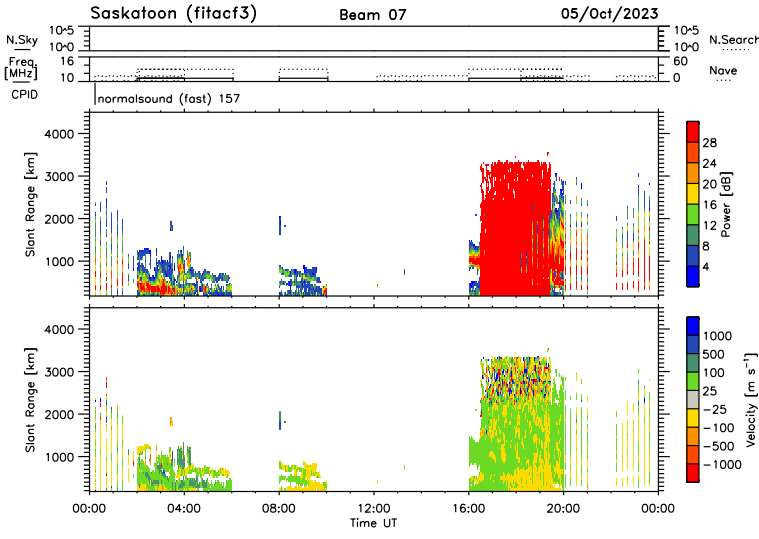 Saskatoon (fitacf3) Beam 07 05/Oct/2023
N.Sky 10^5 10^0 10^5 10^0 N.Search
Freq. [MHz] 16 10 60 0 Nave
CPID normalsound (fast) 157
Slant Range [km] 4000 3000 2000 1000
28 24 20 16 12 8 4 Power [dB]
Slant Range [km] 4000 3000 2000 1000
1000 500 100 25 −25 −100 −500 −1000 Velocity [m s⁻¹]
00:00 04:00 08:00 12:00 16:00 20:00 00:00
Time UT